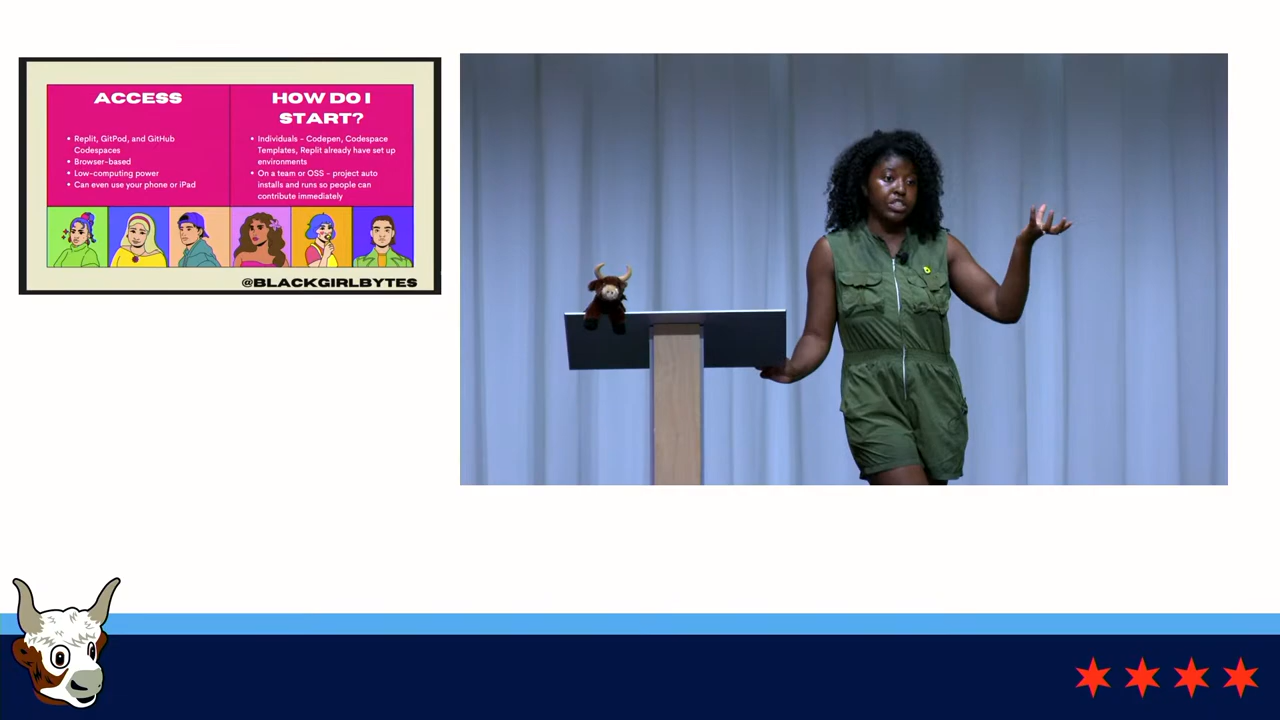 ACCESS
• Replit, GitPod, and GitHub
Codespaces
• Browser-based
• Low-computing power
• Can even use your phone or iPad
HOW DO I
START?
• Individuals - Codepen, Codespace
Templates, Replit already have set up
environments
• On a team or OSS - project auto
installs and runs so people can
contribute immediately
@BLACKGIRLBYTES